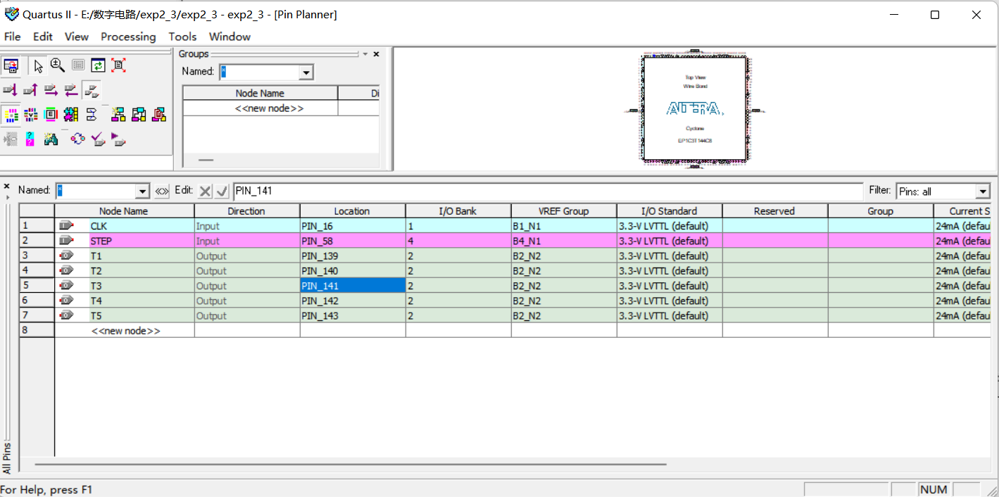 Quartus II - E:/数字电路/exp2_3/exp2_3 - exp2_3 - [Pin Planner]
File Edit View Processing Tools Window
Groups
Named: *
Node Name Di
<<new node>>
Top View
Wire Bond
ALTERA
Cyclone
EP1C3T144C8
Named: * Edit: PIN_141 Filter: Pins: all
Node Name Direction Location I/O Bank VREF Group I/O Standard Reserved Group Current S
1 CLK Input PIN_16 1 B1_N1 3.3-V LVTTL (default) 24mA (defau
2 STEP Input PIN_58 4 B4_N1 3.3-V LVTTL (default) 24mA (defau
3 T1 Output PIN_139 2 B2_N2 3.3-V LVTTL (default) 24mA (defau
4 T2 Output PIN_140 2 B2_N2 3.3-V LVTTL (default) 24mA (defau
5 T3 Output PIN_141 2 B2_N2 3.3-V LVTTL (default) 24mA (defau
6 T4 Output PIN_142 2 B2_N2 3.3-V LVTTL (default) 24mA (defau
7 T5 Output PIN_143 2 B2_N2 3.3-V LVTTL (default) 24mA (defau
8 <<new node>>
All Pins
For Help, press F1
NUM